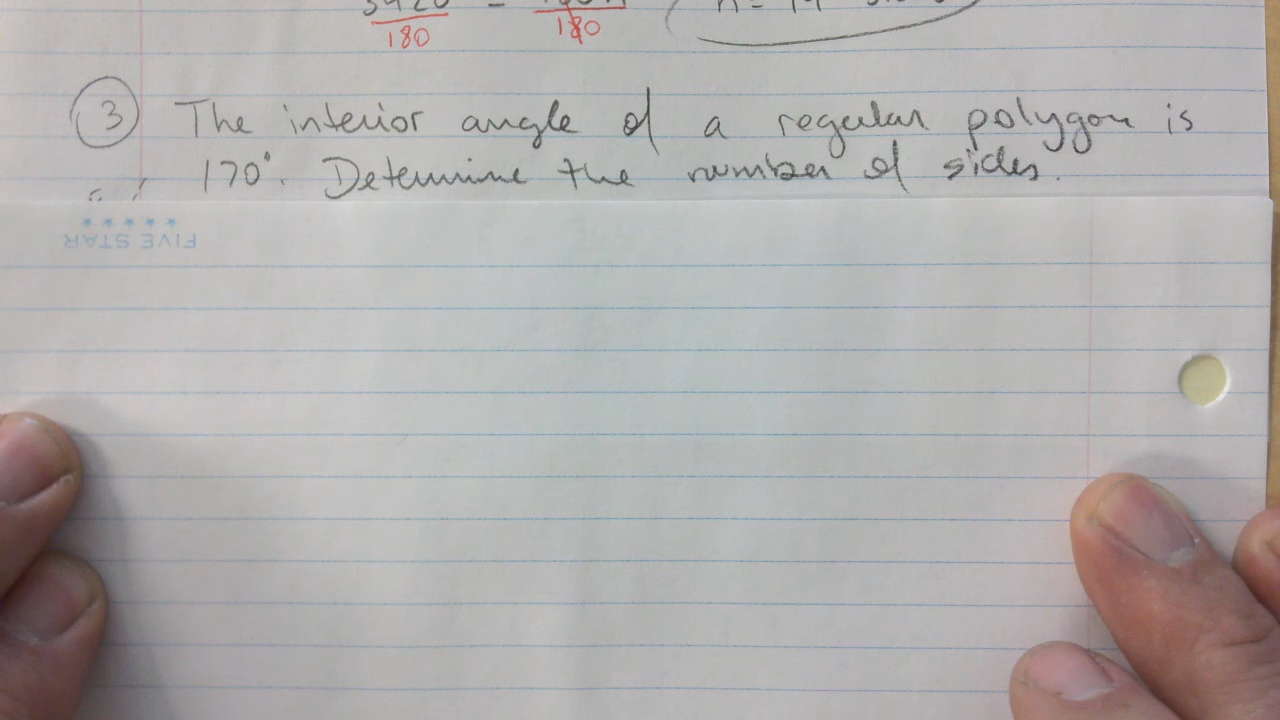 180 180
③ The interior angle of a regular polygon is
170°. Determine the number of sides.
FIVE STAR